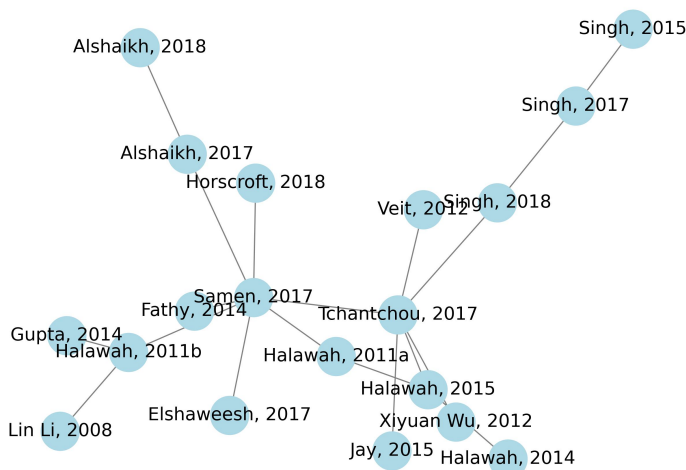 Singh, 2015
Alshaikh, 2018
Singh, 2017
Alshaikh, 2017
Horscroft, 2018
Veit, 2012
Singh, 2018
Samen, 2017
Fathy, 2014
Tchantchou, 2017
Gupta, 2014
Halawah, 2011b
Halawah, 2011a
Halawah, 2015
Elshaweesh, 2017
Xiyuan Wu, 2012
Lin Li, 2008
Jay, 2015
Halawah, 2014